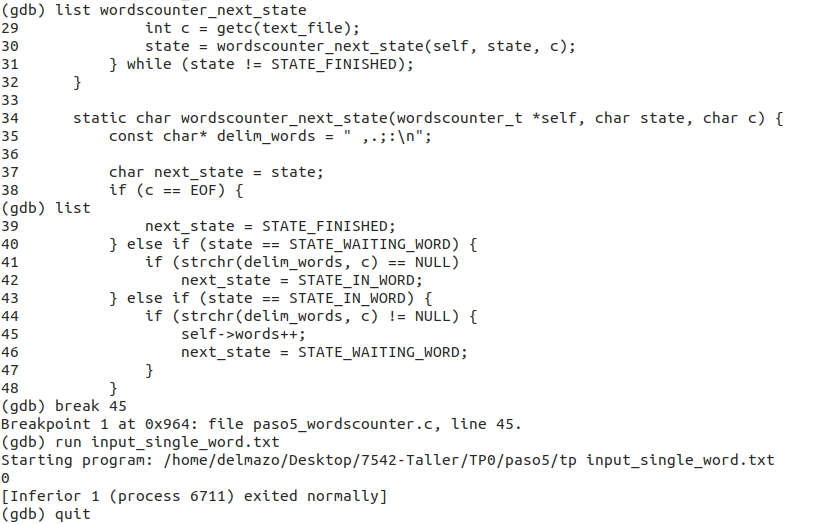 (gdb) list wordscounter_next_state
29              int c = getc(text_file);
30              state = wordscounter_next_state(self, state, c);
31          } while (state != STATE_FINISHED);
32      }
33
34      static char wordscounter_next_state(wordscounter_t *self, char state, char c) {
35          const char* delim_words = " ,.;:\n";
36
37          char next_state = state;
38          if (c == EOF) {
(gdb) list
39              next_state = STATE_FINISHED;
40          } else if (state == STATE_WAITING_WORD) {
41              if (strchr(delim_words, c) == NULL)
42                  next_state = STATE_IN_WORD;
43          } else if (state == STATE_IN_WORD) {
44              if (strchr(delim_words, c) != NULL) {
45                  self->words++;
46                  next_state = STATE_WAITING_WORD;
47              }
48          }
(gdb) break 45
Breakpoint 1 at 0x964: file paso5_wordscounter.c, line 45.
(gdb) run input_single_word.txt
Starting program: /home/delmazo/Desktop/7542-Taller/TP0/paso5/tp input_single_word.txt
0
[Inferior 1 (process 6711) exited normally]
(gdb) quit